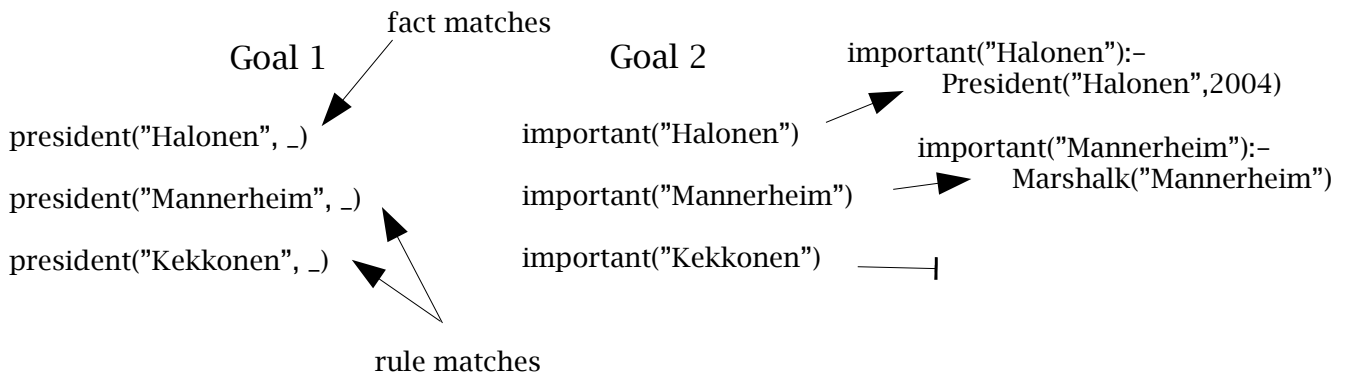 fact matches
Goal 1
Goal 2
important("Halonen"):–
President("Halonen",2004)
president("Halonen", _)
important("Halonen")
important("Mannerheim"):–
Marshalk("Mannerheim")
president("Mannerheim", _)
important("Mannerheim")
president("Kekkonen", _)
important("Kekkonen")
rule matches